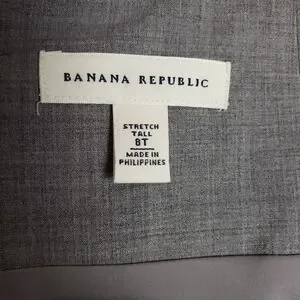 BANANA REPUBLIC
STRETCH
TALL
8T
MADE IN
PHILIPPINES